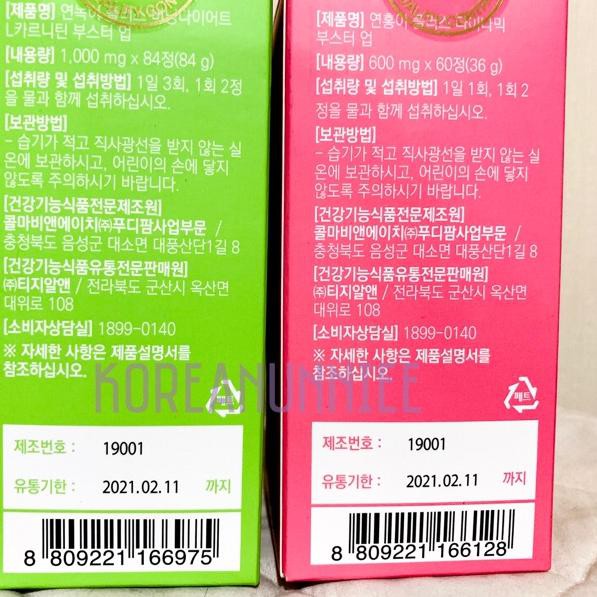 [제품명]
L카르니틴 부스터 업
[내용량] 1,000 mg x 84정(84 g)
[섭취량 및 섭취방법] 1일 3회, 1회 2정
을 물과 함께 섭취하십시오.
[보관방법]
- 습기가 적고 직사광선을 받지 않는 실
온에 보관하시고, 어린이의 손에 닿지
않도록 주의하시기 바랍니다.
[건강기능식품전문제조원]
콜마비앤에이치㈜푸디팜사업부문 /
충청북도 음성군 대소면 대풍산단1길 8
[건강기능식품유통전문판매원]
㈜티지알앤 / 전라북도 군산시 옥산면
대위로 108
[소비자상담실] 1899-0140
※ 자세한 사항은 제품설명서를
참조하십시오.
페트
제조번호 : 19001
유통기한 : 2021.02.11 까지
8 809221 166975
[제품명]
부스터 업
[내용량] 600 mg x 60정(36 g)
[섭취량 및 섭취방법] 1일 1회, 1회 2
정을 물과 함께 섭취하십시오.
[보관방법]
- 습기가 적고 직사광선을 받지 않는 실
온에 보관하시고, 어린이의 손에 닿지
않도록 주의하시기 바랍니다.
[건강기능식품전문제조원]
콜마비앤에이치㈜푸디팜사업부문 /
충청북도 음성군 대소면 대풍산단1길 8
[건강기능식품유통전문판매원]
㈜티지알앤 / 전라북도 군산시 옥산면
대위로 108
[소비자상담실] 1899-0140
※ 자세한 사항은 제품설명서를
참조하십시오.
페트
제조번호 : 19001
유통기한 : 2021.02.11 까지
8 809221 166128
KOREANUNNIEE